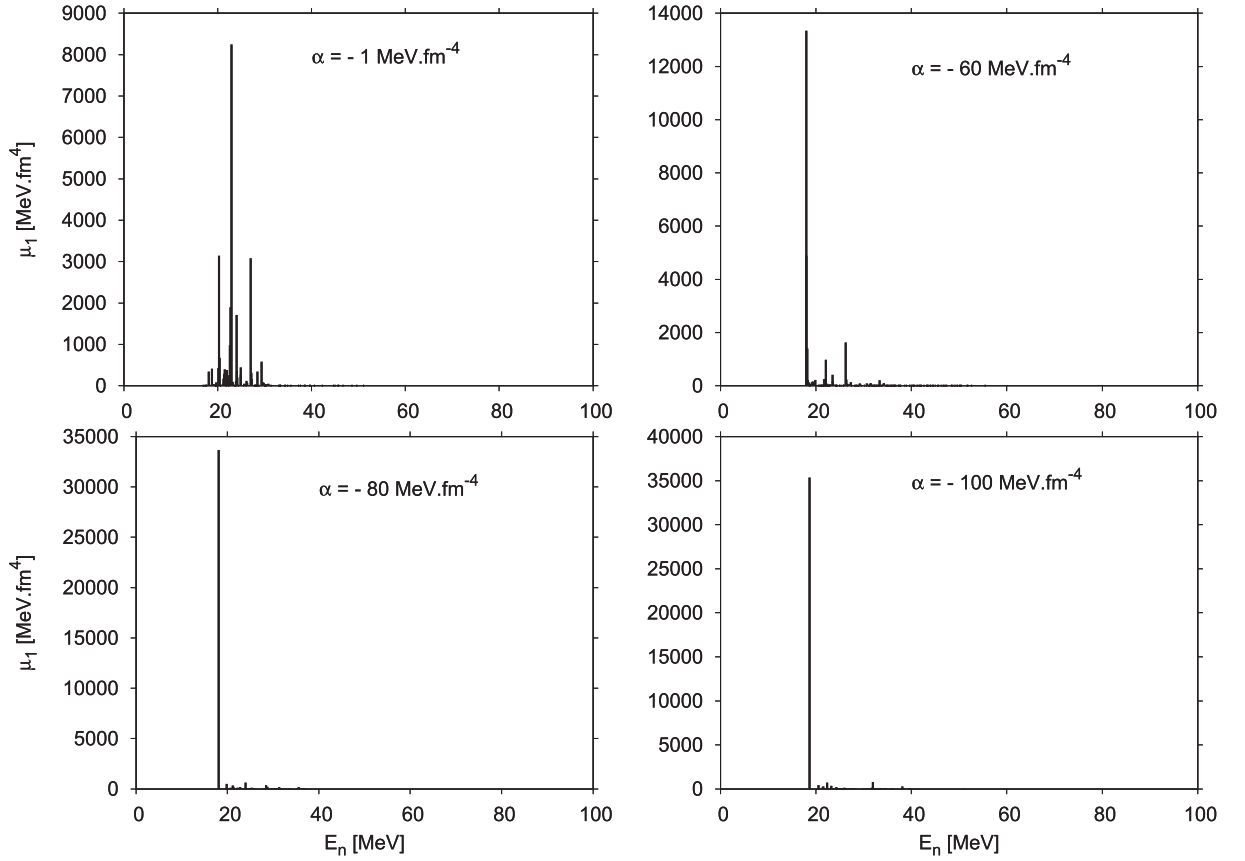 9000
8000
7000
6000
5000
4000
3000
2000
1000
0
μ1 [MeV.fm4]
α = - 1 MeV.fm-4
0 20 40 60 80 100
14000
12000
10000
8000
6000
4000
2000
0
α = - 60 MeV.fm-4
0 20 40 60 80 100
35000
30000
25000
20000
15000
10000
5000
0
μ1 [MeV.fm4]
α = - 80 MeV.fm-4
0 20 40 60 80 100
En [MeV]
40000
35000
30000
25000
20000
15000
10000
5000
0
α = - 100 MeV.fm-4
0 20 40 60 80 100
En [MeV]